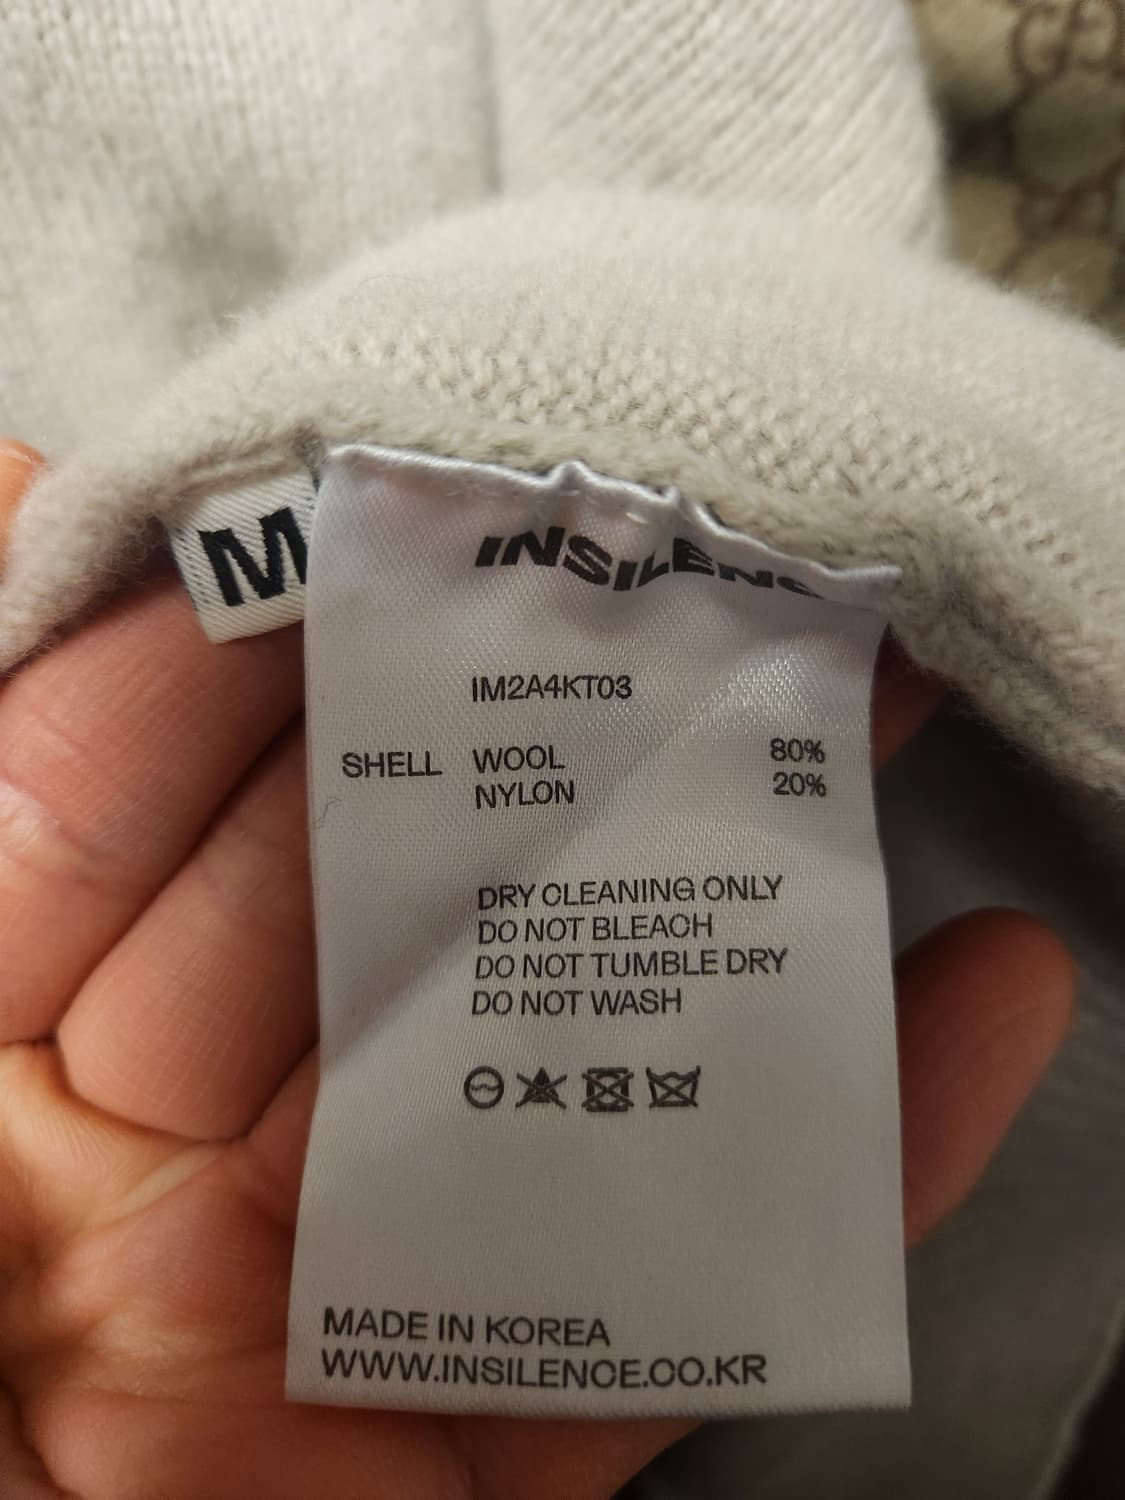 M
INSILENC
IM2A4KT03
SHELL WOOL 80%
NYLON 20%
DRY CLEANING ONLY
DO NOT BLEACH
DO NOT TUMBLE DRY
DO NOT WASH
MADE IN KOREA
WWW.INSILENCE.CO.KR